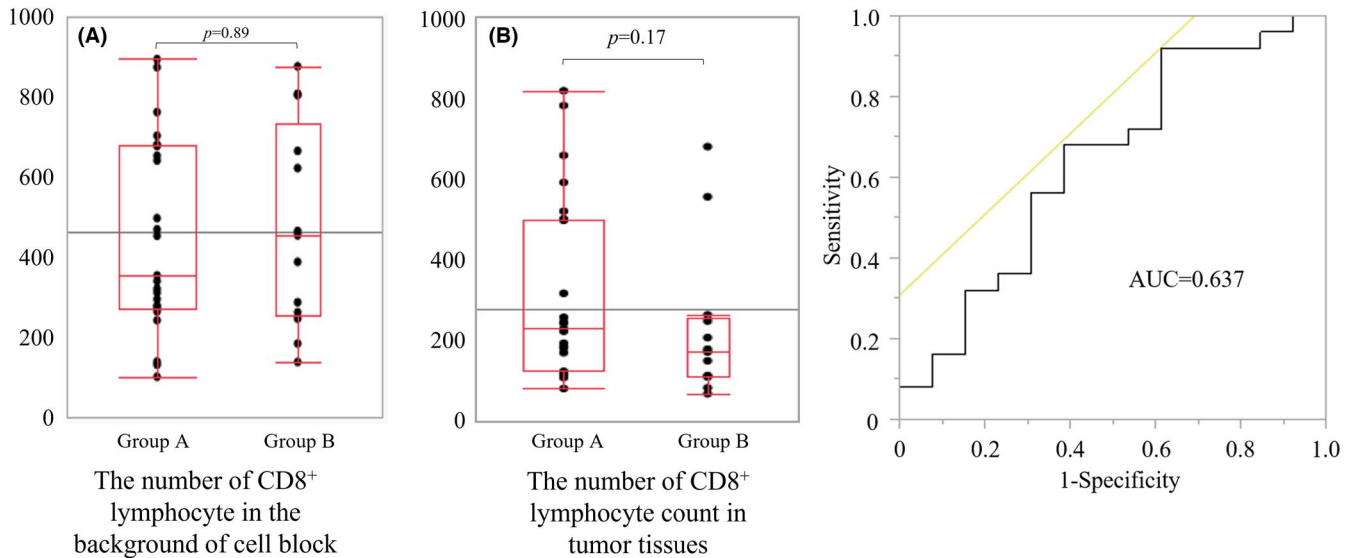 (A)
p=0.89
1000
800
600
400
200
0
Group A
Group B
The number of CD8⁺
lymphocyte in the
background of cell block
(B)
p=0.17
1000
800
600
400
200
0
Group A
Group B
The number of CD8⁺
lymphocyte count in
tumor tissues
Sensitivity
1.0
0.8
0.6
0.4
0.2
0
AUC=0.637
0
0.2
0.4
0.6
0.8
1.0
1-Specificity